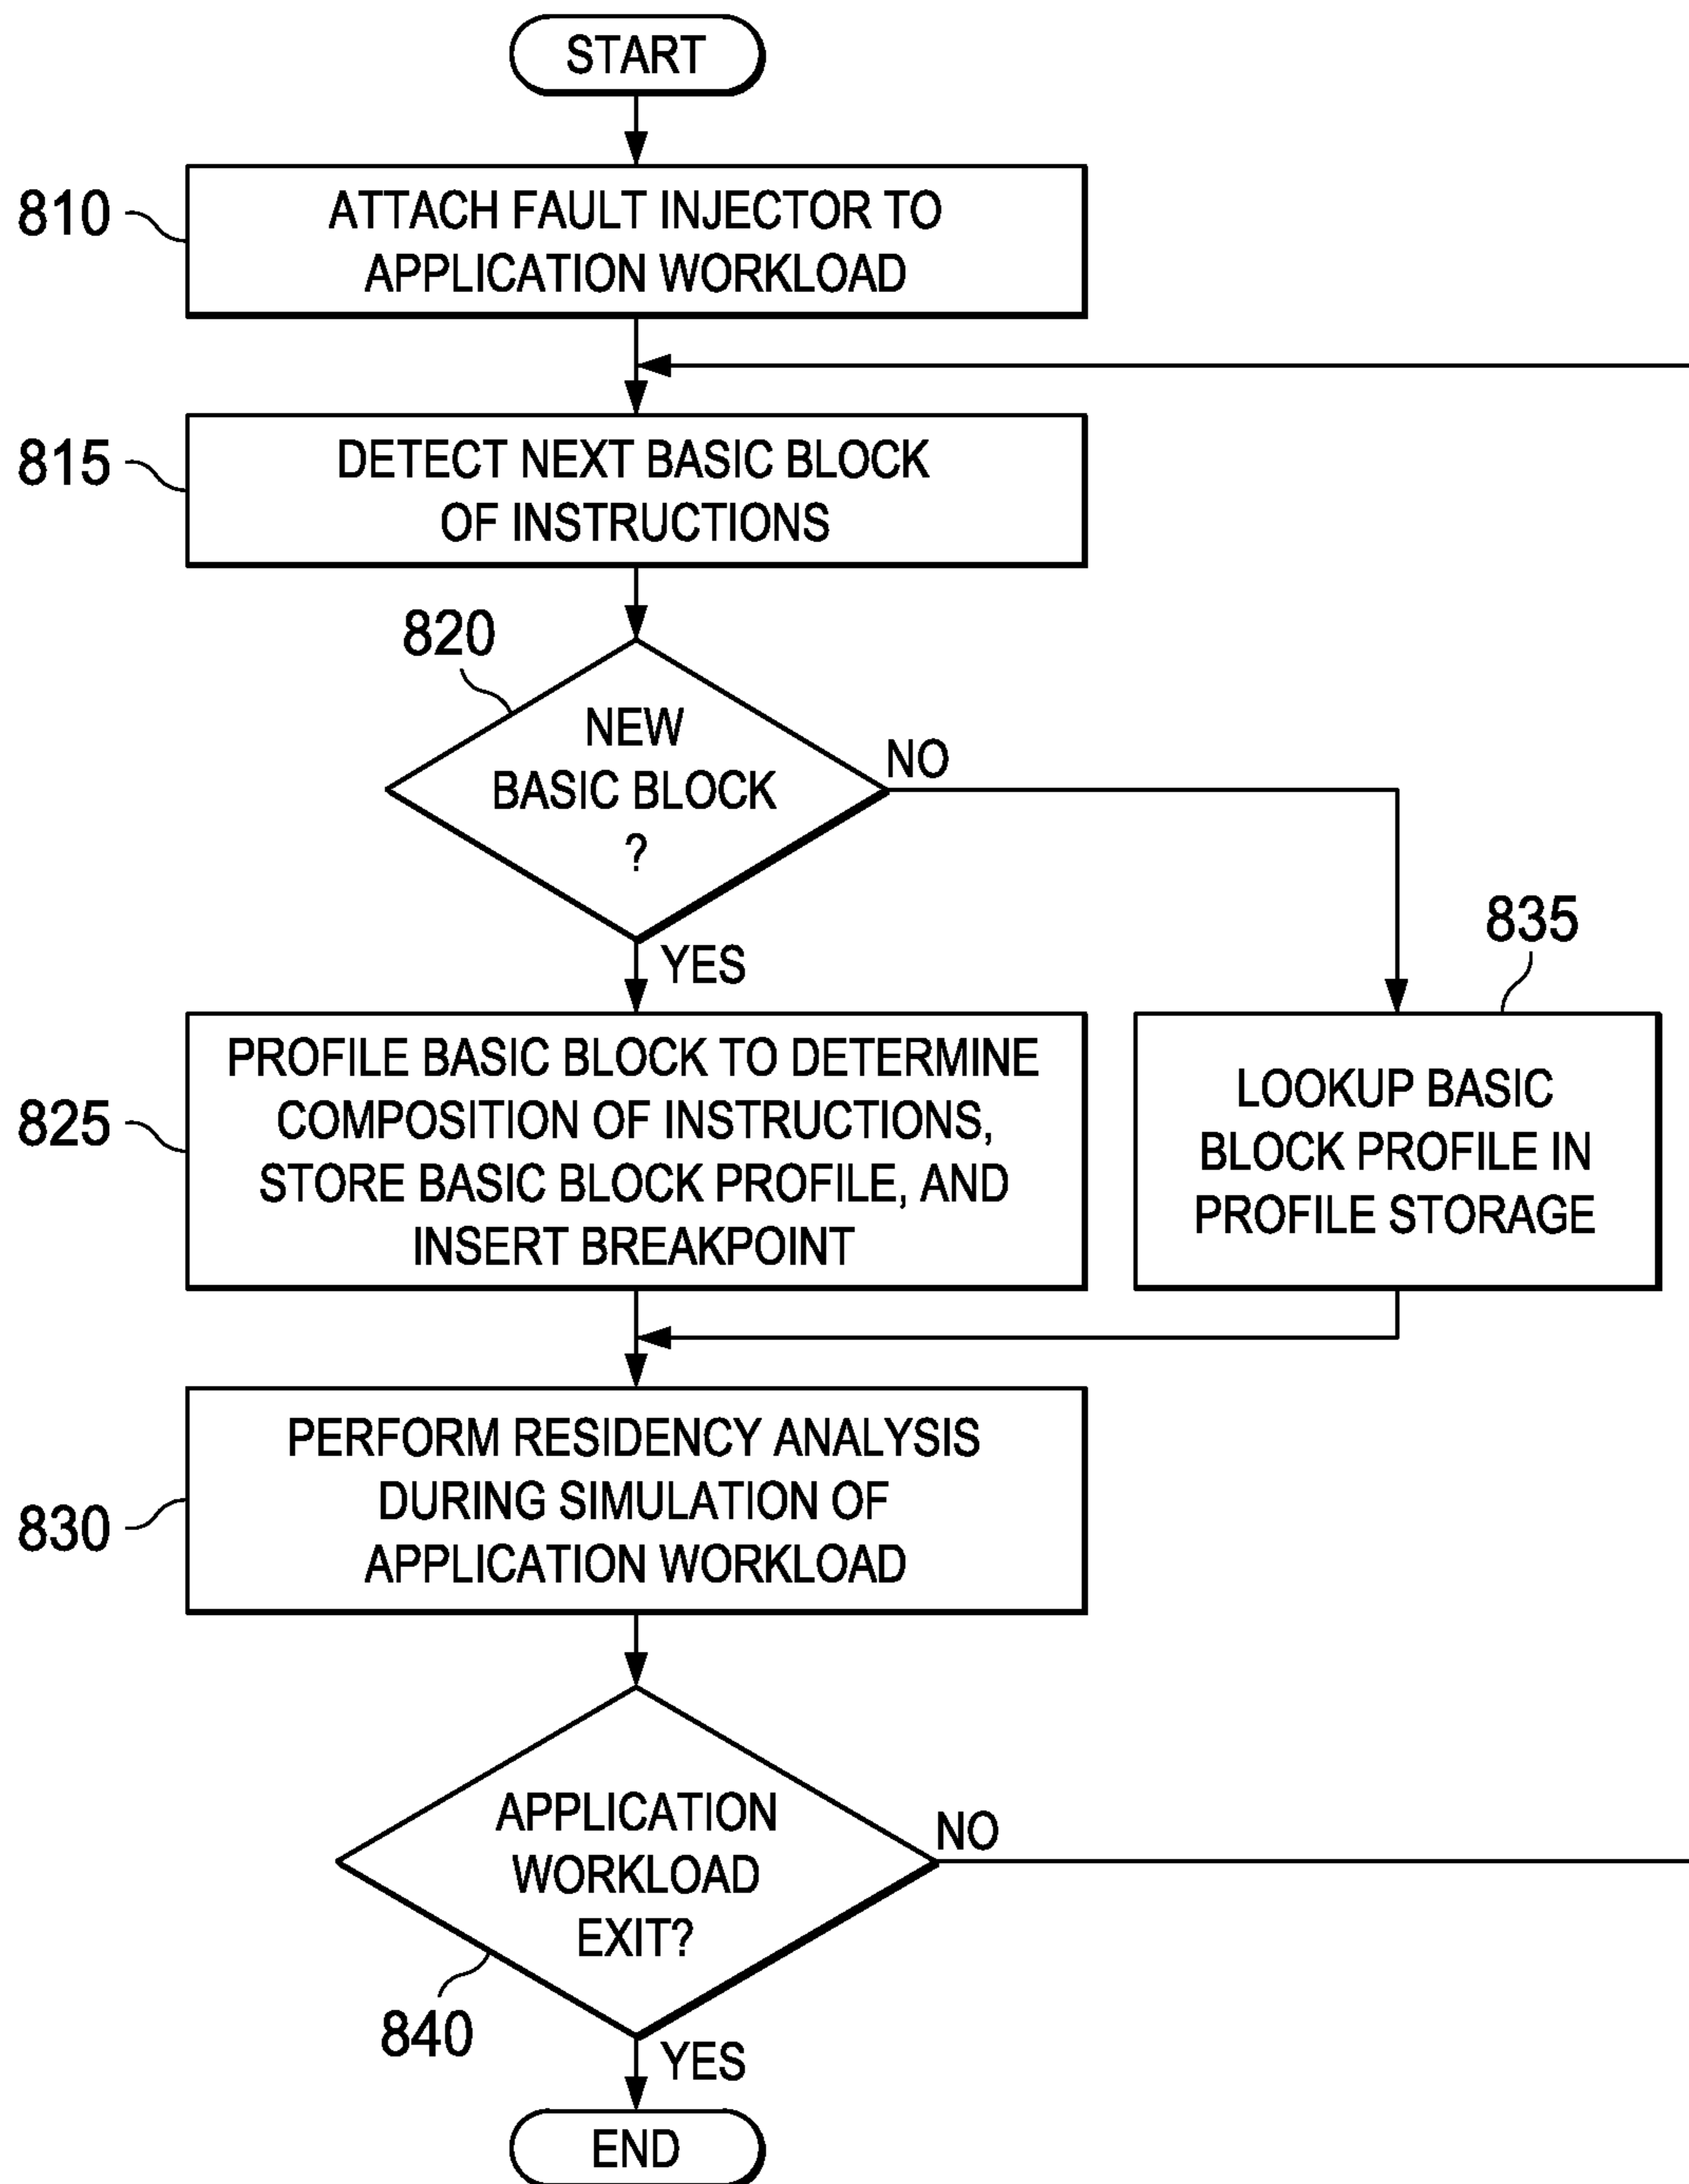 START
810
ATTACH FAULT INJECTOR TO
APPLICATION WORKLOAD
815
DETECT NEXT BASIC BLOCK
OF INSTRUCTIONS
820
NEW
BASIC BLOCK
?
NO
YES
835
825
PROFILE BASIC BLOCK TO DETERMINE
COMPOSITION OF INSTRUCTIONS,
STORE BASIC BLOCK PROFILE, AND
INSERT BREAKPOINT
LOOKUP BASIC
BLOCK PROFILE IN
PROFILE STORAGE
830
PERFORM RESIDENCY ANALYSIS
DURING SIMULATION OF
APPLICATION WORKLOAD
APPLICATION
WORKLOAD
EXIT?
NO
840
YES
END